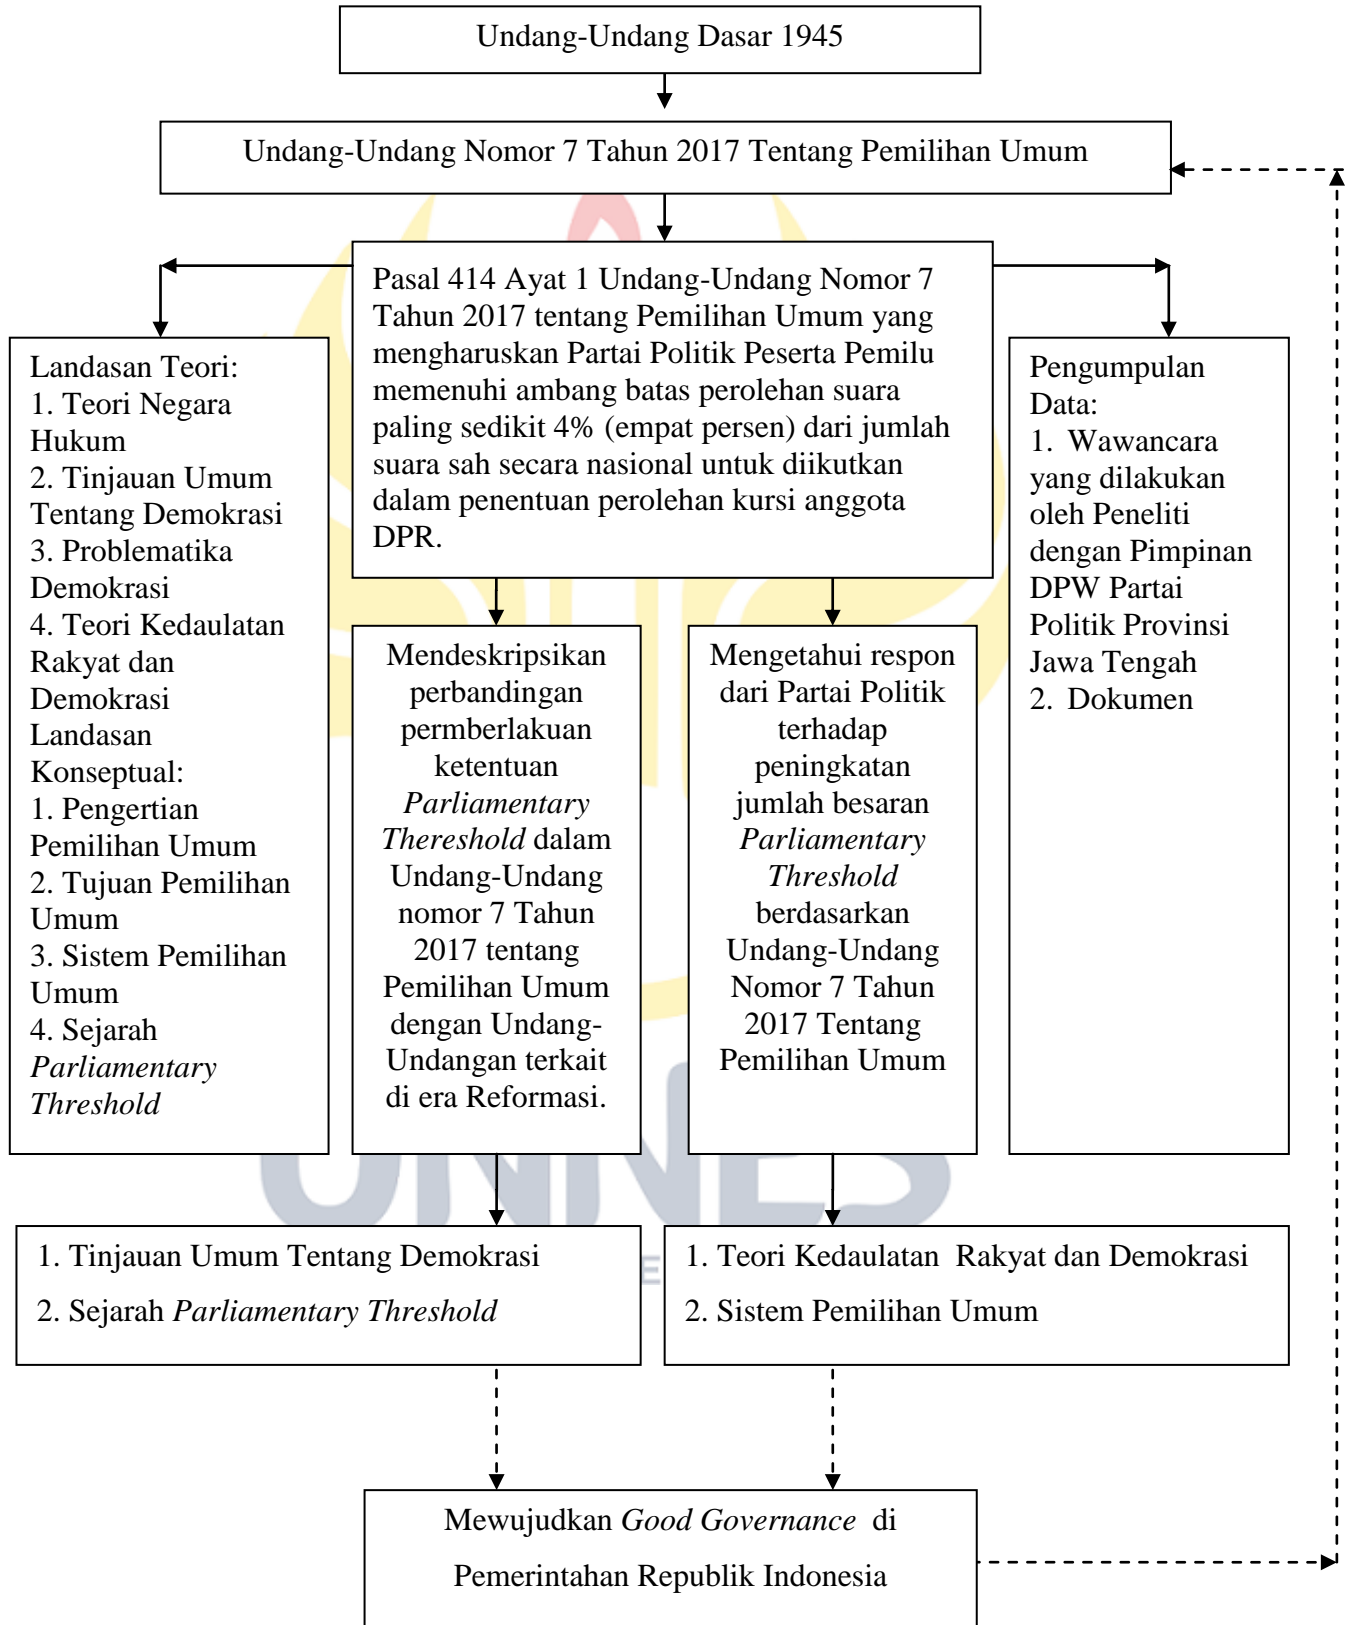 Undang-Undang Dasar 1945
Undang-Undang Nomor 7 Tahun 2017 Tentang Pemilihan Umum
Pasal 414 Ayat 1 Undang-Undang Nomor 7
Tahun 2017 tentang Pemilihan Umum yang
mengharuskan Partai Politik Peserta Pemilu
memenuhi ambang batas perolehan suara
paling sedikit 4% (empat persen) dari jumlah
suara sah secara nasional untuk diikutkan
dalam penentuan perolehan kursi anggota
DPR.
Landasan Teori:
1. Teori Negara
Hukum
2. Tinjauan Umum
Tentang Demokrasi
3. Problematika
Demokrasi
4. Teori Kedaulatan
Rakyat dan
Demokrasi
Landasan
Konseptual:
1. Pengertian
Pemilihan Umum
2. Tujuan Pemilihan
Umum
3. Sistem Pemilihan
Umum
4. Sejarah
Parliamentary
Threshold
Mendeskripsikan
perbandingan
permberlakuan
ketentuan
Parliamentary
Thereshold dalam
Undang-Undang
nomor 7 Tahun
2017 tentang
Pemilihan Umum
dengan Undang-
Undangan terkait
di era Reformasi.
Mengetahui respon
dari Partai Politik
terhadap
peningkatan
jumlah besaran
Parliamentary
Threshold
berdasarkan
Undang-Undang
Nomor 7 Tahun
2017 Tentang
Pemilihan Umum
Pengumpulan
Data:
1. Wawancara
yang dilakukan
oleh Peneliti
dengan Pimpinan
DPW Partai
Politik Provinsi
Jawa Tengah
2. Dokumen
UNNES
1. Tinjauan Umum Tentang Demokrasi
2. Sejarah Parliamentary Threshold
1. Teori Kedaulatan Rakyat dan Demokrasi
2. Sistem Pemilihan Umum
Mewujudkan Good Governance di
Pemerintahan Republik Indonesia